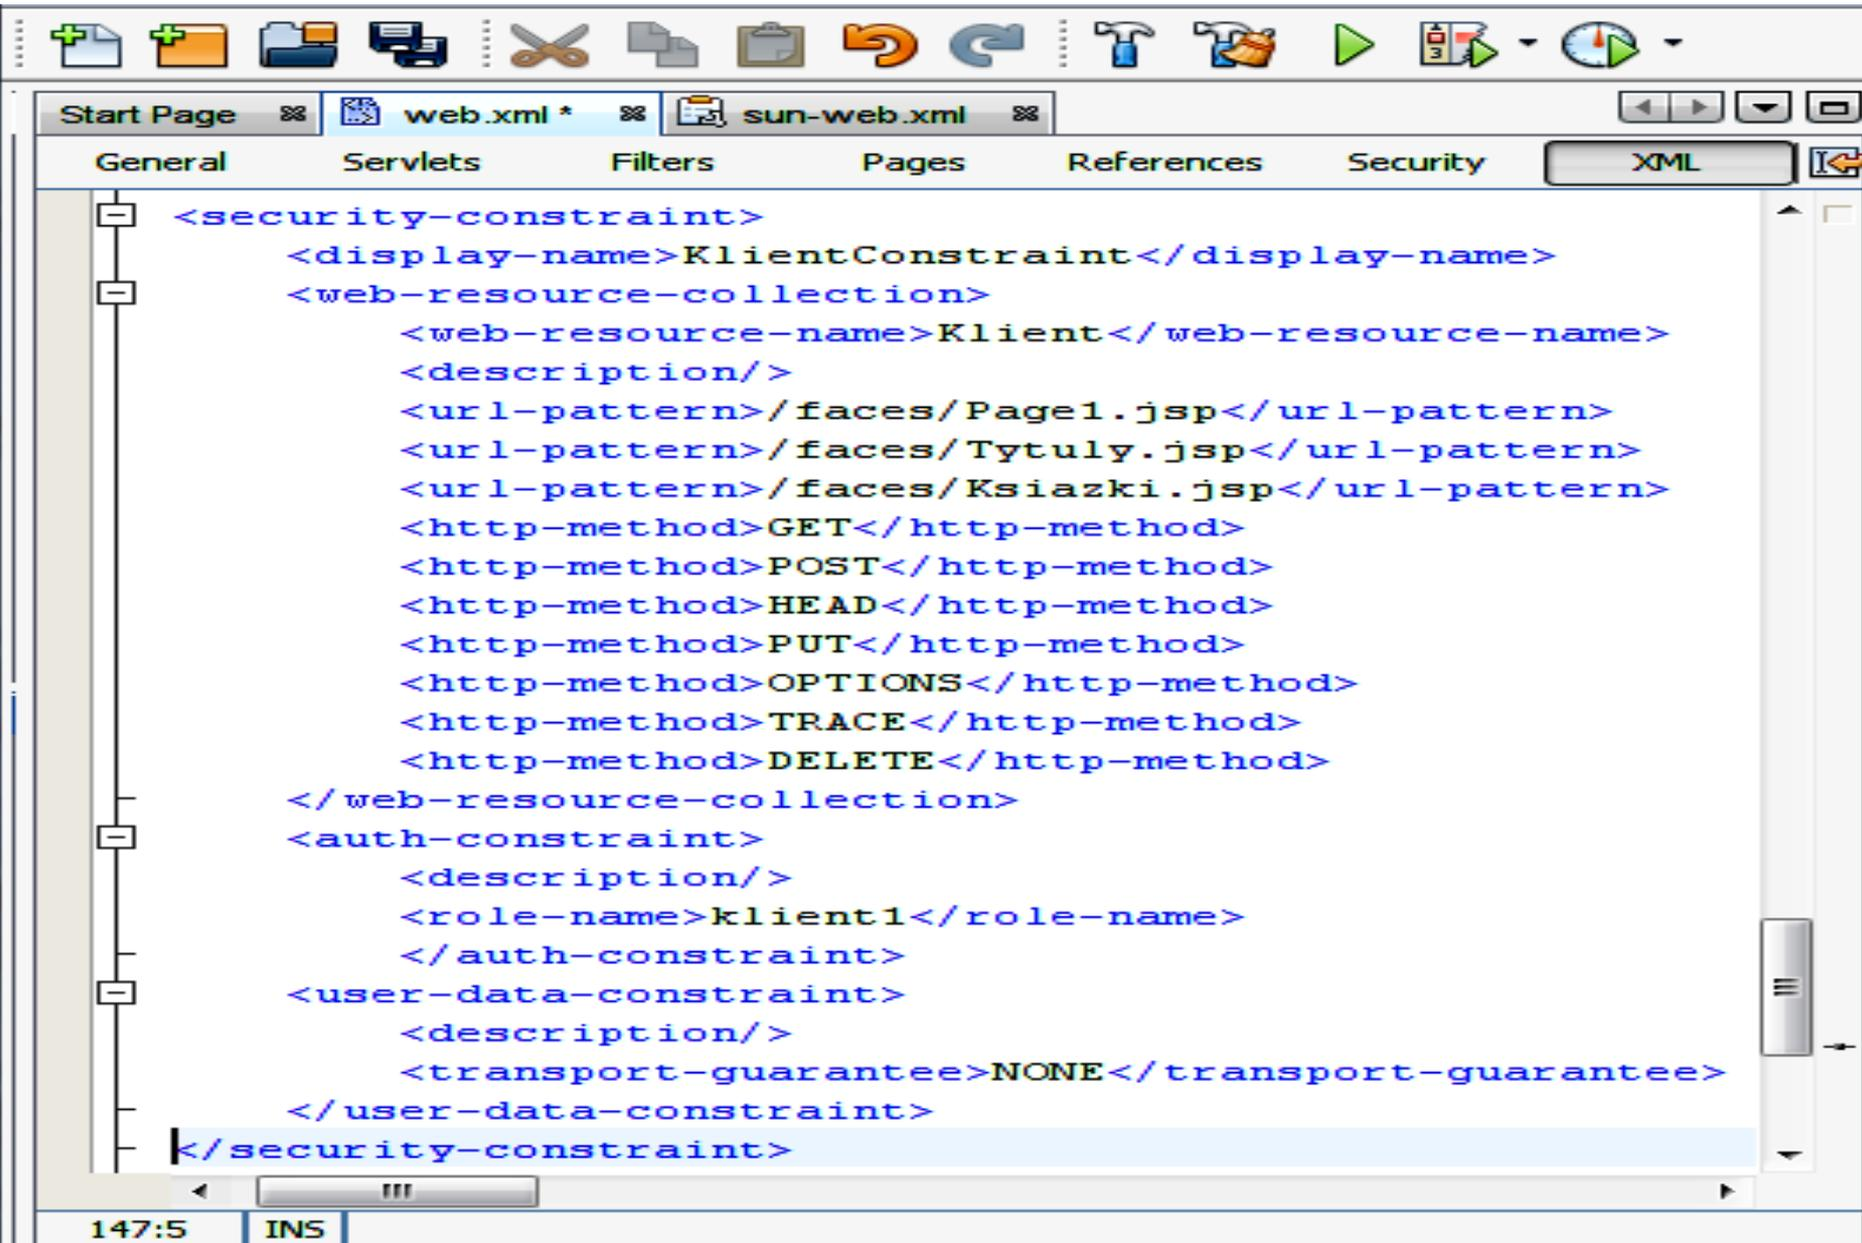 Start Page web.xml * sun-web.xml
General Servlets Filters Pages References Security XML
<security-constraint>
<display-name>KlientConstraint</display-name>
<web-resource-collection>
<web-resource-name>Klient</web-resource-name>
<description/>
<url-pattern>/faces/Page1.jsp</url-pattern>
<url-pattern>/faces/Tytuly.jsp</url-pattern>
<url-pattern>/faces/Ksiazki.jsp</url-pattern>
<http-method>GET</http-method>
<http-method>POST</http-method>
<http-method>HEAD</http-method>
<http-method>PUT</http-method>
<http-method>OPTIONS</http-method>
<http-method>TRACE</http-method>
<http-method>DELETE</http-method>
</web-resource-collection>
<auth-constraint>
<description/>
<role-name>klient1</role-name>
</auth-constraint>
<user-data-constraint>
<description/>
<transport-guarantee>NONE</transport-guarantee>
</user-data-constraint>
</security-constraint>
147:5 INS